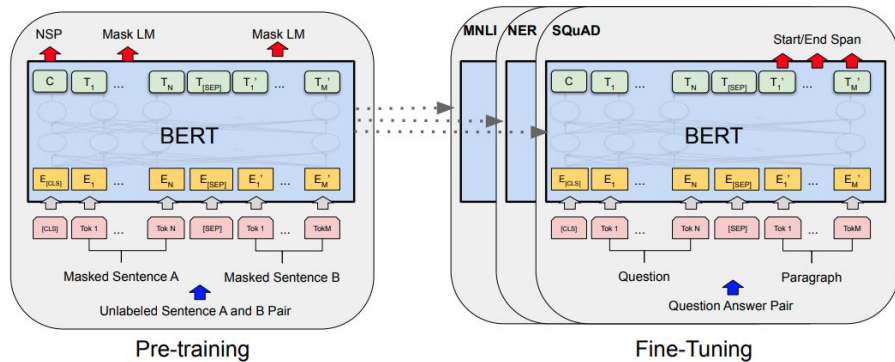 NSP Mask LM Mask LM
C T1 ... TN T[SEP] T1' ... TM'
BERT
E[CLS] E1 ... EN E[SEP] E1' ... EM'
[CLS] Tok 1 ... Tok N [SEP] Tok 1 ... TokM
Masked Sentence A Masked Sentence B
Unlabeled Sentence A and B Pair
Pre-training
MNLI NER SQuAD
Start/End Span
C T1 ... TN T[SEP] T1' ... TM'
BERT
E[CLS] E1 ... EN E[SEP] E1' ... EM'
[CLS] Tok 1 ... Tok N [SEP] Tok 1 ... TokM
Question Paragraph
Question Answer Pair
Fine-Tuning